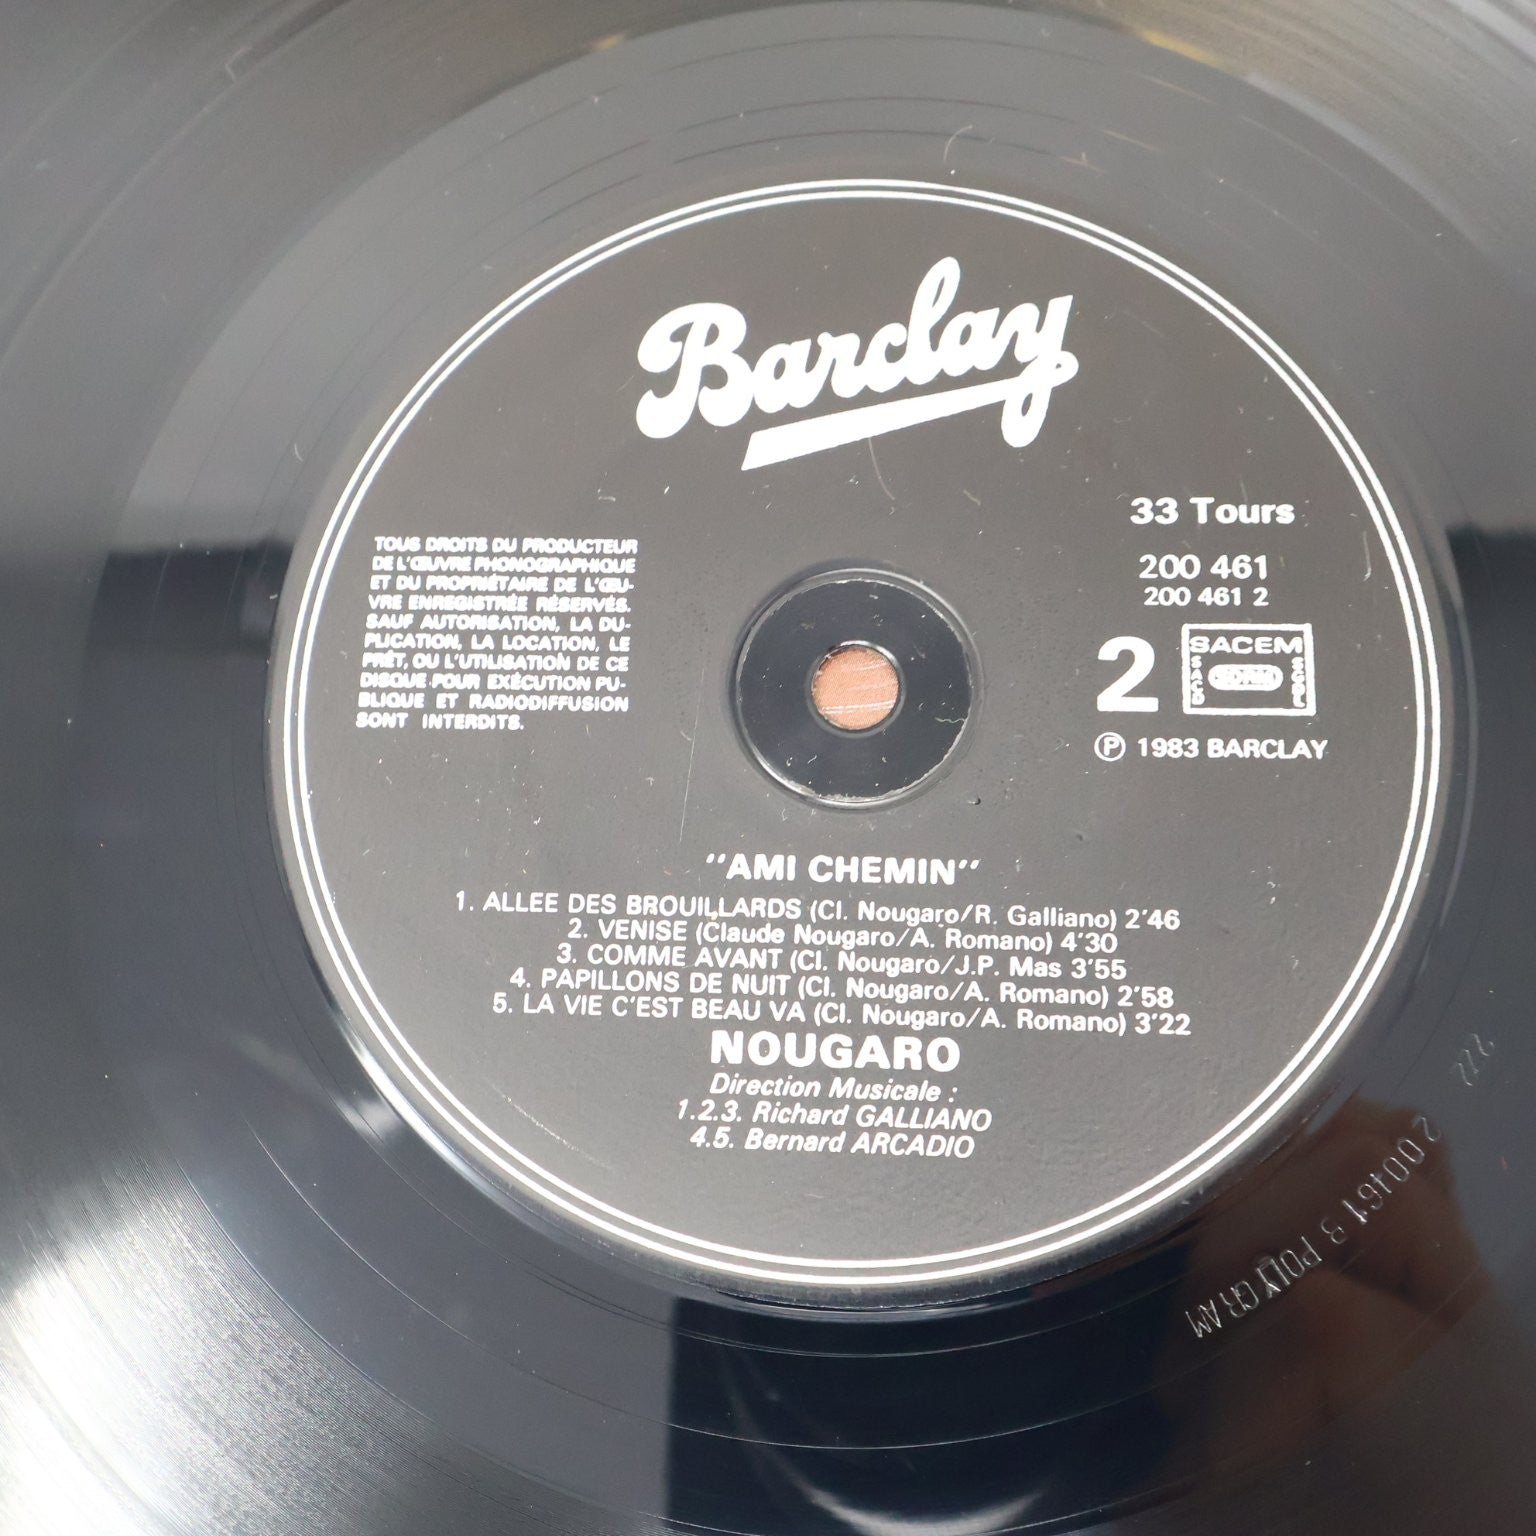 Barclay
33 Tours
200 461
200 461 2
2
SACEM
SACD
SDRM
SGDL
Ⓟ 1983 BARCLAY
TOUS DROITS DU PRODUCTEUR
DE L'ŒUVRE PHONOGRAPHIQUE
ET DU PROPRIÉTAIRE DE L'ŒU-
VRE ENREGISTRÉE RÉSERVÉS.
SAUF AUTORISATION, LA DU-
PLICATION, LA LOCATION, LE
PRÊT, OU L'UTILISATION DE CE
DISQUE POUR EXÉCUTION PU-
BLIQUE ET RADIODIFFUSION
SONT INTERDITS.
"AMI CHEMIN"
1. ALLEE DES BROUILLARDS (Cl. Nougaro/R. Galliano) 2'46
2. VENISE (Claude Nougaro/A. Romano) 4'30
3. COMME AVANT (Cl. Nougaro/J.P. Mas 3'55
4. PAPILLONS DE NUIT (Cl. Nougaro/A. Romano) 2'58
5. LA VIE C'EST BEAU VA (Cl. Nougaro/A. Romano) 3'22
NOUGARO
Direction Musicale :
1.2.3. Richard GALLIANO
4.5. Bernard ARCADIO
POLYGRAM